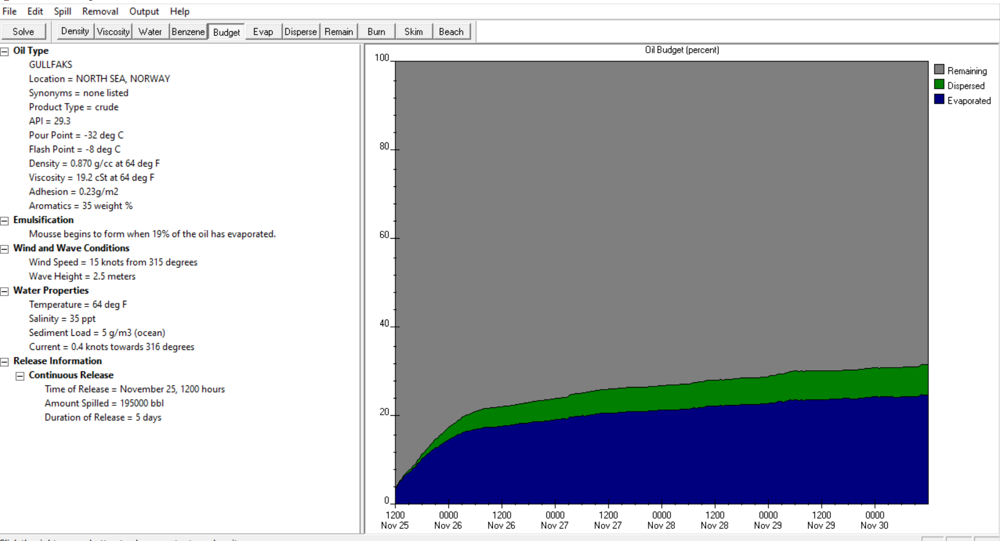 File Edit Spill Removal Output Help
Solve Density Viscosity Water Benzene Budget Evap Disperse Remain Burn Skim Beach
Oil Type
GULLFAKS
Location = NORTH SEA, NORWAY
Synonyms = none listed
Product Type = crude
API = 29.3
Pour Point = -32 deg C
Flash Point = -8 deg C
Density = 0.870 g/cc at 64 deg F
Viscosity = 19.2 cSt at 64 deg F
Adhesion = 0.23g/m2
Aromatics = 35 weight %
Emulsification
Mousse begins to form when 19% of the oil has evaporated.
Wind and Wave Conditions
Wind Speed = 15 knots from 315 degrees
Wave Height = 2.5 meters
Water Properties
Temperature = 64 deg F
Salinity = 35 ppt
Sediment Load = 5 g/m3 (ocean)
Current = 0.4 knots towards 316 degrees
Release Information
Continuous Release
Time of Release = November 25, 1200 hours
Amount Spilled = 195000 bbl
Duration of Release = 5 days
Oil Budget (percent)
100
80
60
40
20
0
1200 0000 1200 0000 1200 0000 1200 0000 1200 0000
Nov 25 Nov 26 Nov 26 Nov 27 Nov 27 Nov 28 Nov 28 Nov 29 Nov 29 Nov 30
Remaining
Dispersed
Evaporated